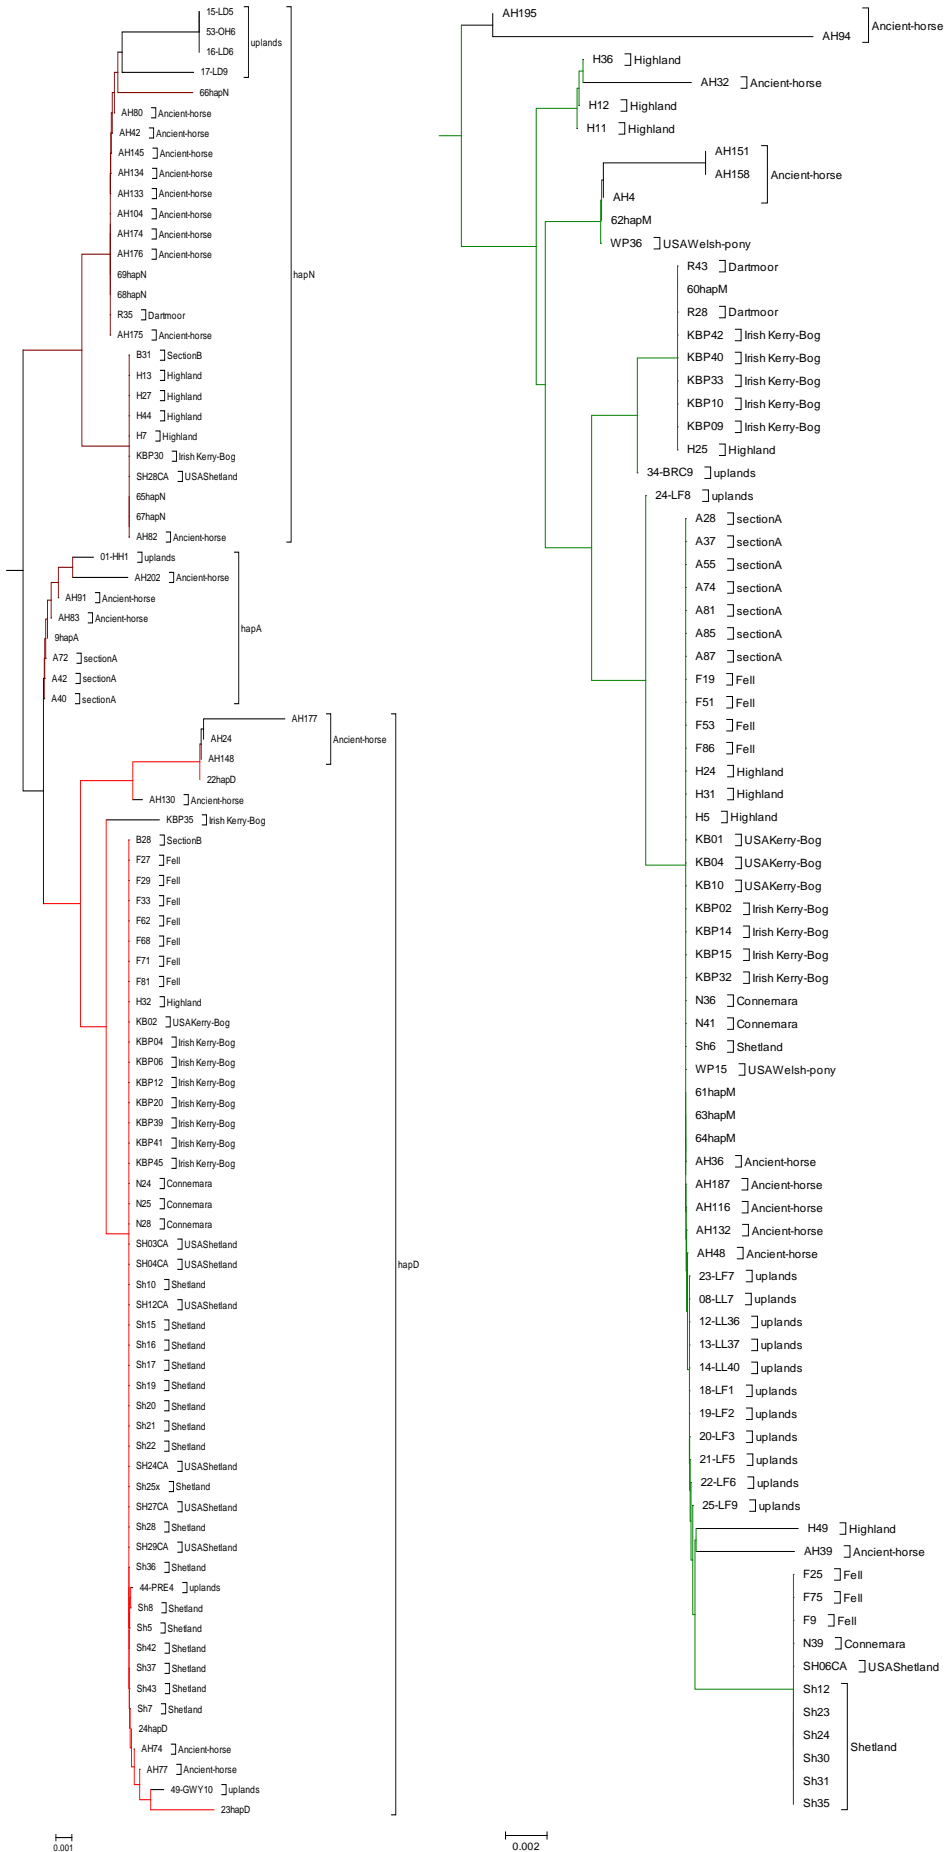 15-LD5
53-OH6
uplands
16-LD6
17-LD9
66hapN
AH80 Ancient-horse
AH42 Ancient-horse
AH145 Ancient-horse
AH134 Ancient-horse
AH133 Ancient-horse
AH104 Ancient-horse
AH174 Ancient-horse
AH176 Ancient-horse
69hapN
hapN
68hapN
R35 Dartmoor
AH175 Ancient-horse
B31 SectionB
H13 Highland
H27 Highland
H44 Highland
H7 Highland
KBP30 Irish Kerry-Bog
SH28CA USAShetland
65hapN
67hapN
AH82 Ancient-horse
01-HH1 uplands
AH202 Ancient-horse
AH91 Ancient-horse
AH83 Ancient-horse
hapA
9hapA
A72 sectionA
A42 sectionA
A40 sectionA
AH177
AH24
Ancient-horse
AH148
22hapD
AH130 Ancient-horse
KBP35 Irish Kerry-Bog
B28 SectionB
F27 Fell
F29 Fell
F33 Fell
F62 Fell
F68 Fell
F71 Fell
F81 Fell
H32 Highland
KB02 USAKerry-Bog
KBP04 Irish Kerry-Bog
KBP06 Irish Kerry-Bog
KBP12 Irish Kerry-Bog
KBP20 Irish Kerry-Bog
KBP39 Irish Kerry-Bog
KBP41 Irish Kerry-Bog
KBP45 Irish Kerry-Bog
N24 Connemara
N25 Connemara
N28 Connemara
SH03CA USAShetland
SH04CA USAShetland
hapD
Sh10 Shetland
SH12CA USAShetland
Sh15 Shetland
Sh16 Shetland
Sh17 Shetland
Sh19 Shetland
Sh20 Shetland
Sh21 Shetland
Sh22 Shetland
SH24CA USAShetland
Sh25x Shetland
SH27CA USAShetland
Sh28 Shetland
SH29CA USAShetland
Sh36 Shetland
44-PRE4 uplands
Sh8 Shetland
Sh5 Shetland
Sh42 Shetland
Sh37 Shetland
Sh43 Shetland
Sh7 Shetland
24hapD
AH74 Ancient-horse
AH77 Ancient-horse
49-GWY10 uplands
23hapD
0.001
AH195
Ancient-horse
AH94
H36 Highland
AH32 Ancient-horse
H12 Highland
H11 Highland
AH151
AH158
Ancient-horse
AH4
62hapM
WP36 USAWelsh-pony
R43 Dartmoor
60hapM
R28 Dartmoor
KBP42 Irish Kerry-Bog
KBP40 Irish Kerry-Bog
KBP33 Irish Kerry-Bog
KBP10 Irish Kerry-Bog
KBP09 Irish Kerry-Bog
H25 Highland
34-BRC9 uplands
24-LF8 uplands
A28 sectionA
A37 sectionA
A55 sectionA
A74 sectionA
A81 sectionA
A85 sectionA
A87 sectionA
F19 Fell
F51 Fell
F53 Fell
F86 Fell
H24 Highland
H31 Highland
H5 Highland
KB01 USAKerry-Bog
KB04 USAKerry-Bog
KB10 USAKerry-Bog
KBP02 Irish Kerry-Bog
KBP14 Irish Kerry-Bog
KBP15 Irish Kerry-Bog
KBP32 Irish Kerry-Bog
N36 Connemara
N41 Connemara
Sh6 Shetland
WP15 USAWelsh-pony
61hapM
63hapM
64hapM
AH36 Ancient-horse
AH187 Ancient-horse
AH116 Ancient-horse
AH132 Ancient-horse
AH48 Ancient-horse
23-LF7 uplands
08-LL7 uplands
12-LL36 uplands
13-LL37 uplands
14-LL40 uplands
18-LF1 uplands
19-LF2 uplands
20-LF3 uplands
21-LF5 uplands
22-LF6 uplands
25-LF9 uplands
H49 Highland
AH39 Ancient-horse
F25 Fell
F75 Fell
F9 Fell
N39 Connemara
SH06CA USAShetland
Sh12
Sh23
Sh24
Shetland
Sh30
Sh31
Sh35
0.002